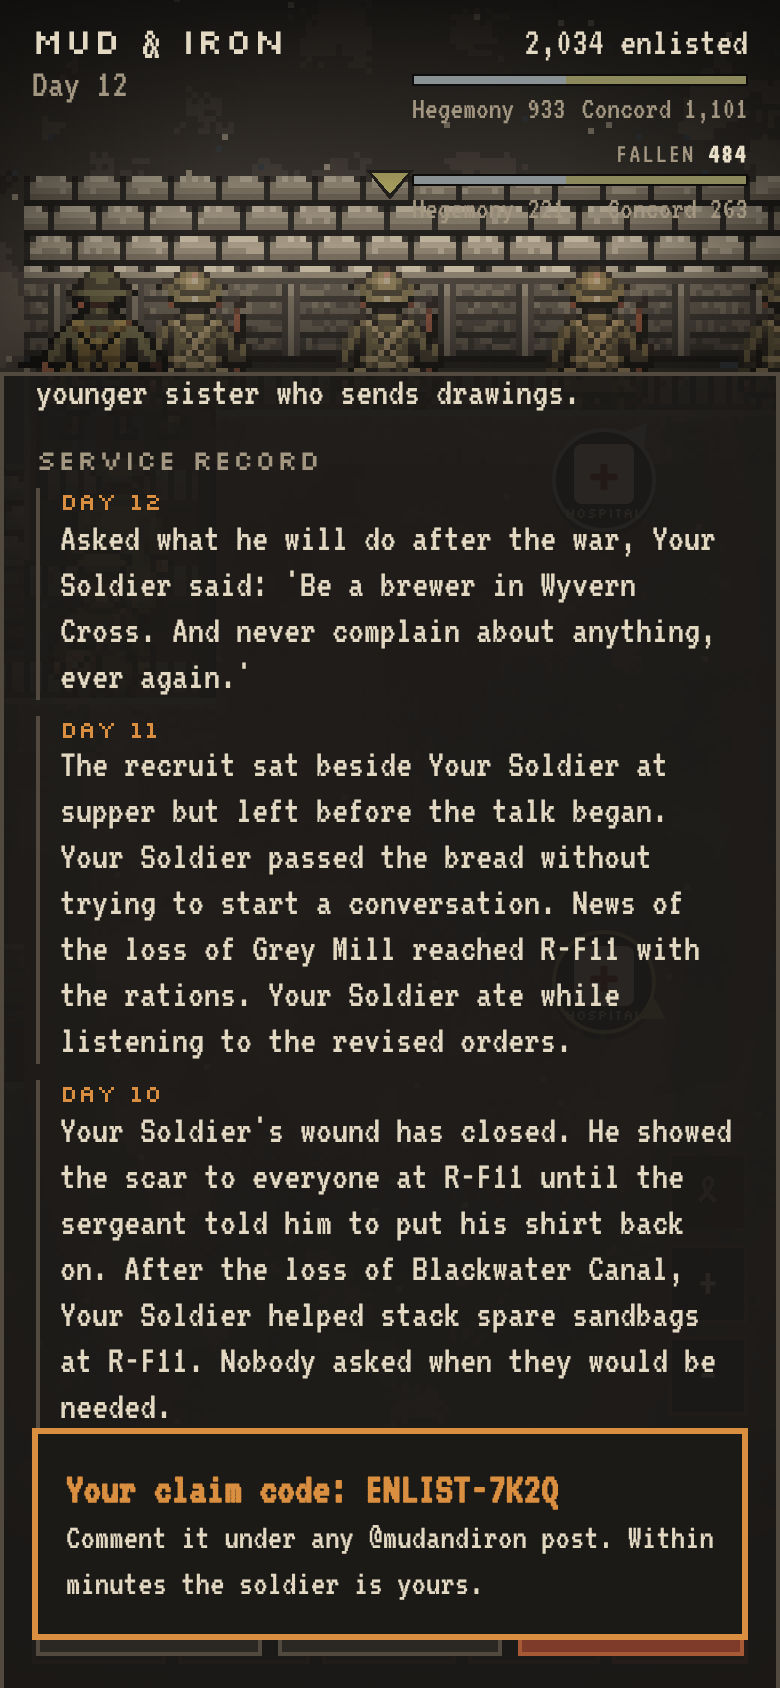 MUD & IRON
2,034 enlisted
Day 12
Hegemony 933 Concord 1,101
FALLEN 484
Hegemony 221 Concord 263
younger sister who sends drawings.
SERVICE RECORD
HOSPITAL
DAY 12
Asked what he will do after the war, Your
Soldier said: 'Be a brewer in Wyvern
Cross. And never complain about anything,
ever again.'
DAY 11
The recruit sat beside Your Soldier at
supper but left before the talk began.
Your Soldier passed the bread without
trying to start a conversation. News of
the loss of Grey Mill reached R-F11 with
the rations. Your Soldier ate while
HOSPITAL
listening to the revised orders.
DAY 10
Your Soldier's wound has closed. He showed
the scar to everyone at R-F11 until the
sergeant told him to put his shirt back
on. After the loss of Blackwater Canal,
Your Soldier helped stack spare sandbags
at R-F11. Nobody asked when they would be
needed.
Your claim code: ENLIST-7K2Q
Comment it under any @mudandiron post. Within
minutes the soldier is yours.